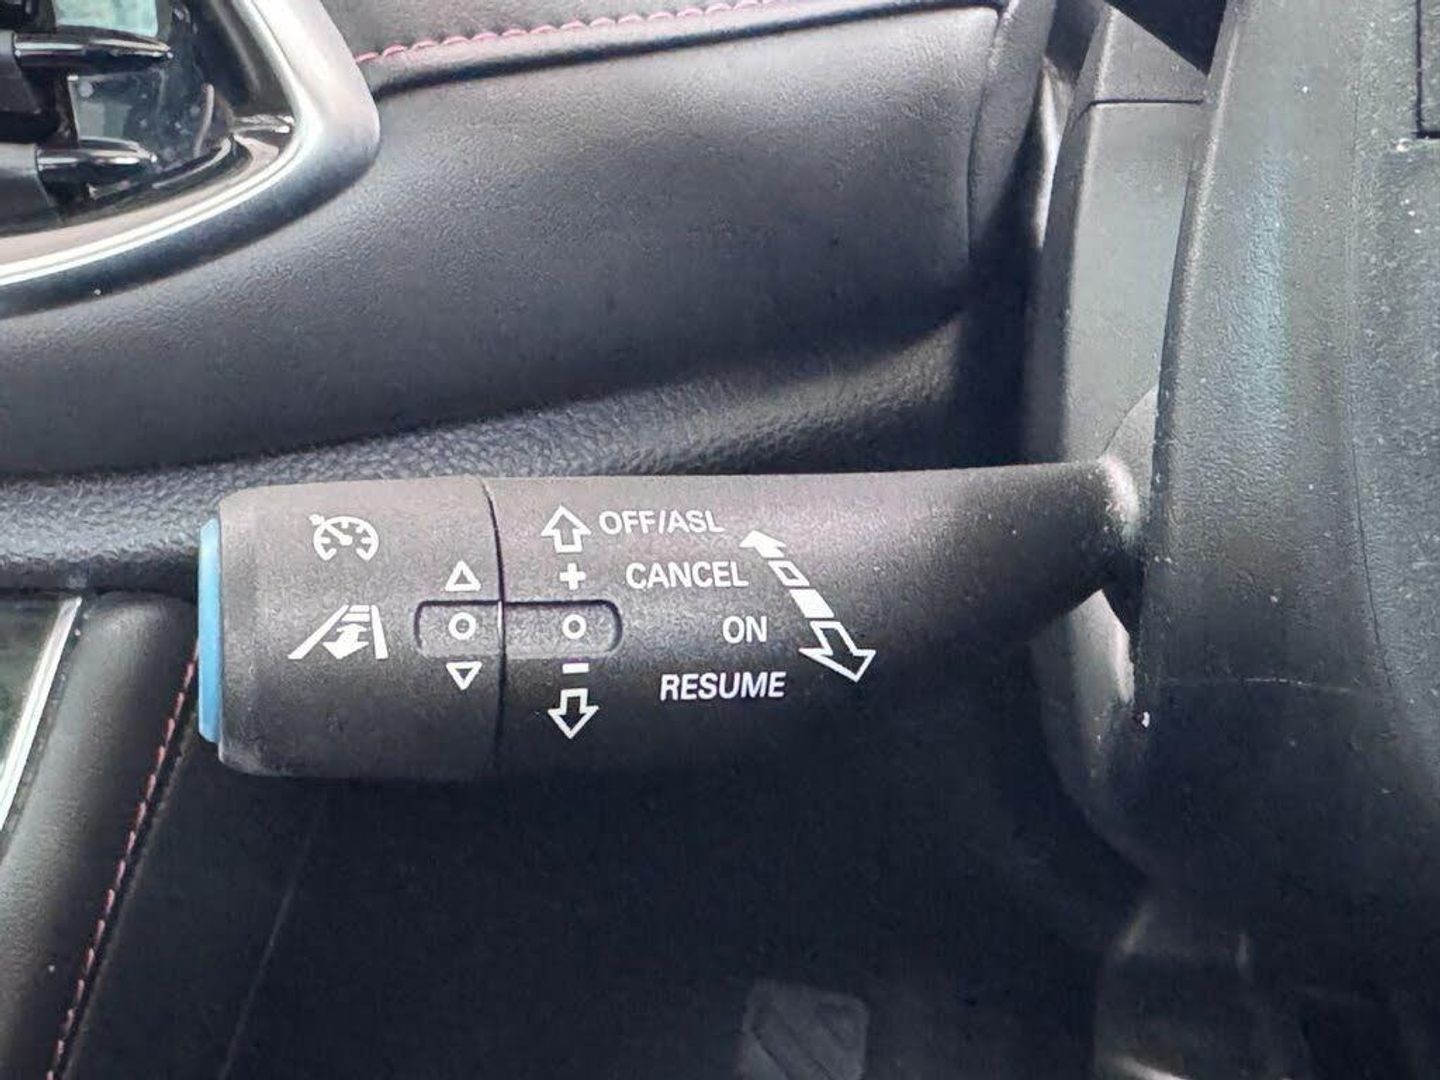 OFF/ASL
+ CANCEL
ON
−
RESUME